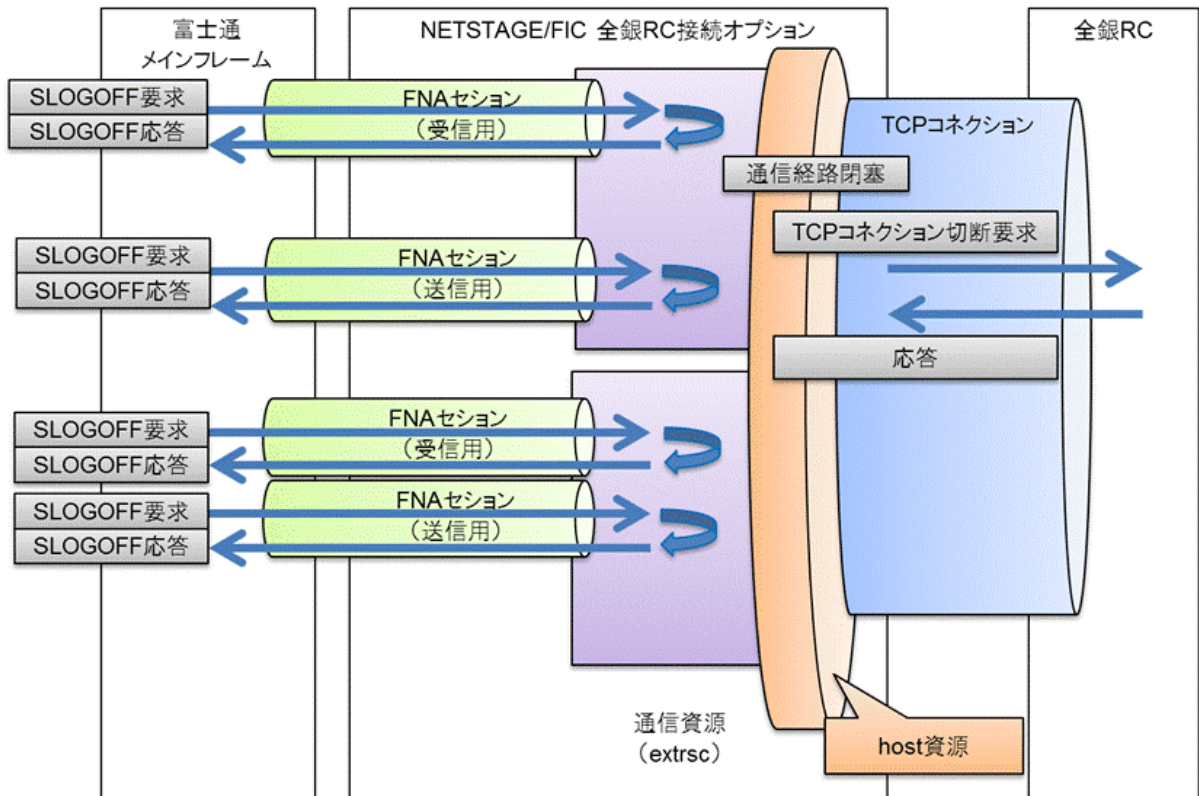 富士通
メインフレーム
NETSTAGE/FIC 全銀RC接続オプション
全銀RC
SLOGOFF要求
SLOGOFF応答
FNAセション
（受信用）
TCPコネクション
通信経路閉塞
TCPコネクション切断要求
SLOGOFF要求
SLOGOFF応答
FNAセション
（送信用）
応答
SLOGOFF要求
SLOGOFF応答
FNAセション
（受信用）
SLOGOFF要求
SLOGOFF応答
FNAセション
（送信用）
通信資源
（extrsc）
host資源